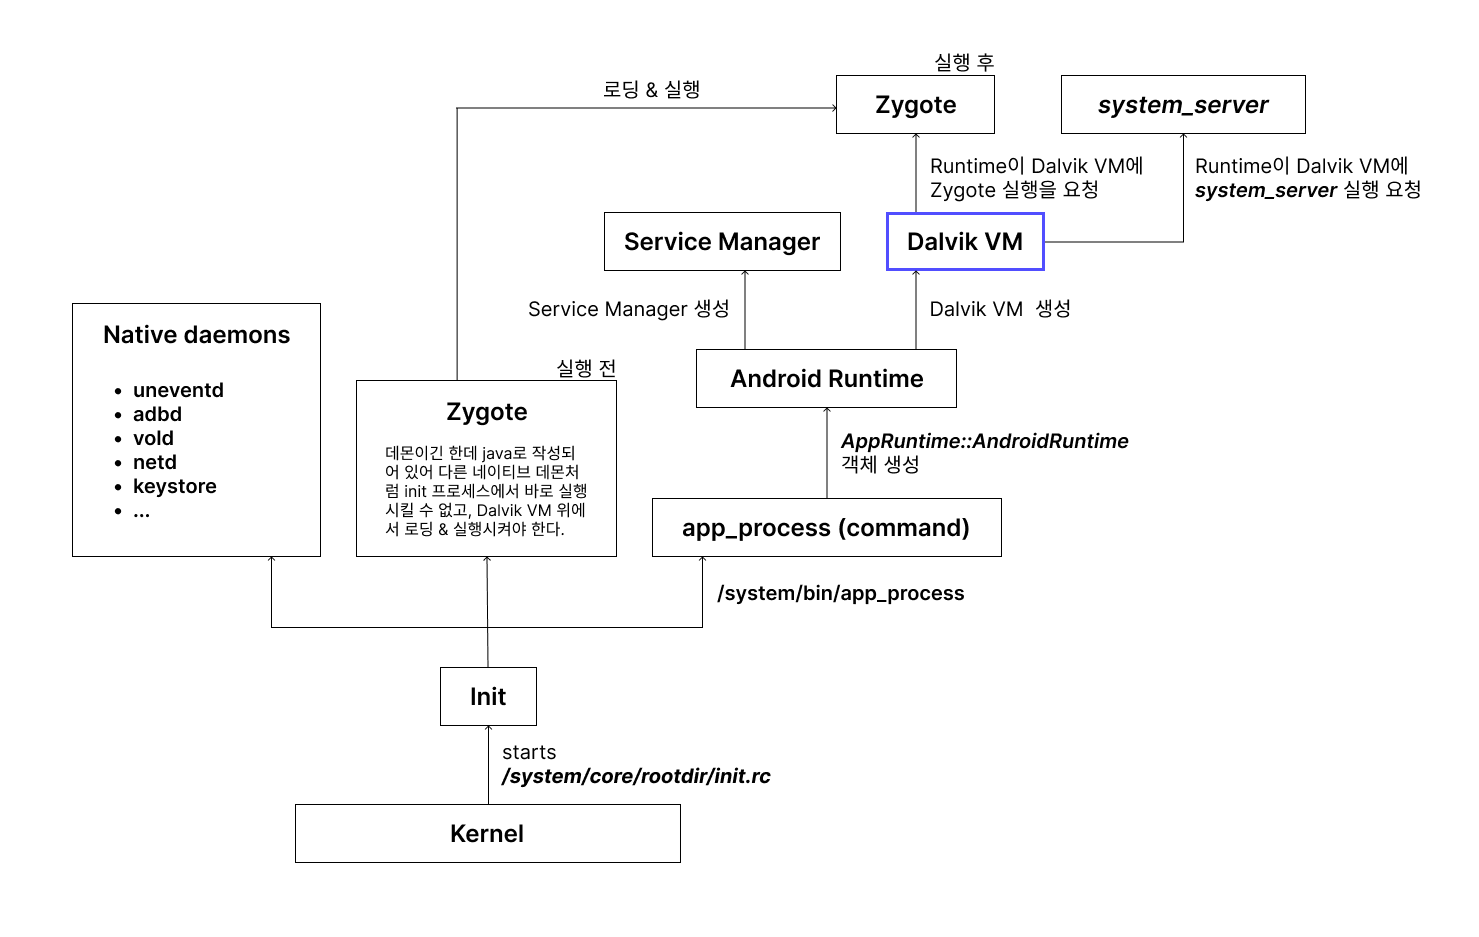 실행 후
로딩 & 실행
Zygote
system_server
Runtime이 Dalvik VM에
Zygote 실행을 요청
Runtime이 Dalvik VM에
system_server 실행 요청
Service Manager
Dalvik VM
Service Manager 생성
Dalvik VM 생성
Native daemons
• uneventd
• adbd
• vold
• netd
• keystore
• ...
실행 전
Zygote
데몬이긴 한데 java로 작성되
어 있어 다른 네이티브 데몬처
럼 init 프로세스에서 바로 실행
시킬 수 없고, Dalvik VM 위에
서 로딩 & 실행시켜야 한다.
Android Runtime
AppRuntime::AndroidRuntime
객체 생성
app_process (command)
/system/bin/app_process
Init
starts
/system/core/rootdir/init.rc
Kernel